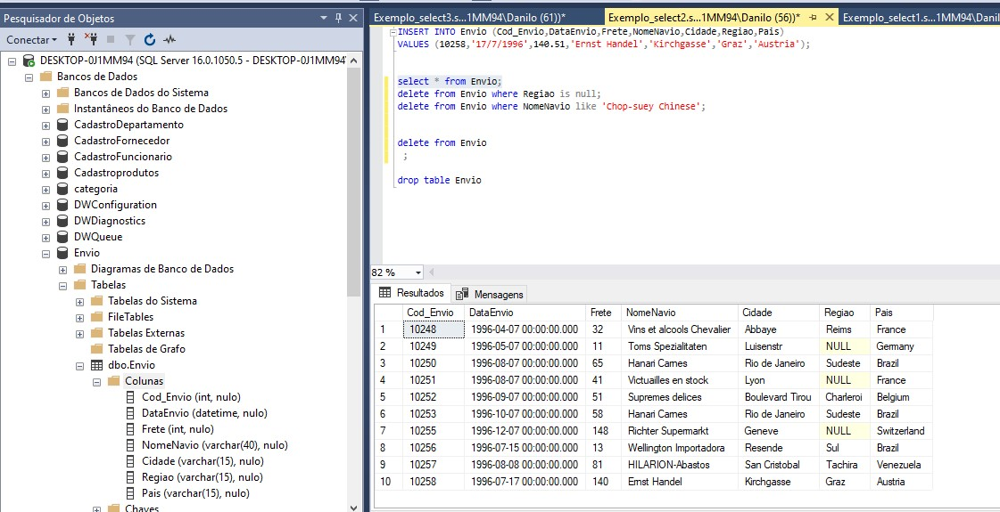 Pesquisador de Objetos
Conectar
DESKTOP-0J1MM94 (SQL Server 16.0.1050.5 - DESKTOP-0J1MM94\
Bancos de Dados
Bancos de Dados do Sistema
Instantâneos do Banco de Dados
CadastroDepartamento
CadastroFornecedor
CadastroFuncionario
Cadastroprodutos
categoria
DWConfiguration
DWDiagnostics
DWQueue
Envio
Diagramas de Banco de Dados
Tabelas
Tabelas do Sistema
FileTables
Tabelas Externas
Tabelas de Grafo
dbo.Envio
Colunas
Cod_Envio (int, nulo)
DataEnvio (datetime, nulo)
Frete (int, nulo)
NomeNavio (varchar(40), nulo)
Cidade (varchar(15), nulo)
Regiao (varchar(15), nulo)
Pais (varchar(15), nulo)
Chaves
Exemplo_select3.s...1MM94\Danilo (61))* Exemplo_select2.s...1MM94\Danilo (56))* Exemplo_select1.s...1MM94\Danil
INSERT INTO Envio (Cod_Envio,DataEnvio,Frete,NomeNavio,Cidade,Regiao,Pais)
VALUES (10258,'17/7/1996',140.51,'Ernst Handel','Kirchgasse','Graz','Austria');
select * from Envio;
delete from Envio where Regiao is null;
delete from Envio where NomeNavio like 'Chop-suey Chinese';
delete from Envio
;
drop table Envio
82 %
Resultados Mensagens
Cod_Envio DataEnvio Frete NomeNavio Cidade Regiao Pais
1 10248 1996-04-07 00:00:00.000 32 Vins et alcools Chevalier Abbaye Reims France
2 10249 1996-05-07 00:00:00.000 11 Toms Spezialitaten Luisenstr NULL Germany
3 10250 1996-08-07 00:00:00.000 65 Hanari Carnes Rio de Janeiro Sudeste Brazil
4 10251 1996-08-07 00:00:00.000 41 Victuailles en stock Lyon NULL France
5 10252 1996-09-07 00:00:00.000 51 Supremes delices Boulevard Tirou Charleroi Belgium
6 10253 1996-10-07 00:00:00.000 58 Hanari Carnes Rio de Janeiro Sudeste Brazil
7 10255 1996-12-07 00:00:00.000 148 Richter Supermarkt Geneve NULL Switzerland
8 10256 1996-07-15 00:00:00.000 13 Wellington Importadora Resende Sul Brazil
9 10257 1996-08-08 00:00:00.000 81 HILARION-Abastos San Cristobal Tachira Venezuela
10 10258 1996-07-17 00:00:00.000 140 Ernst Handel Kirchgasse Graz Austria